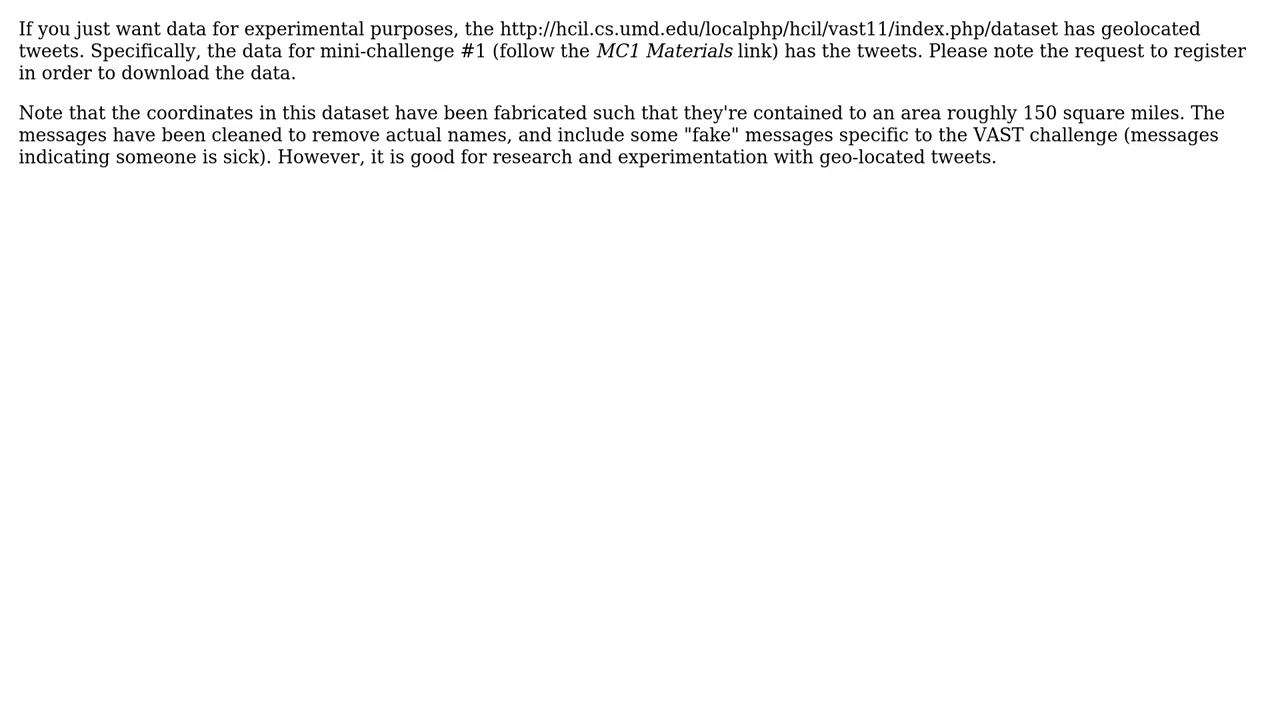 If you just want data for experimental purposes, the http://hcil.cs.umd.edu/localphp/hcil/vast11/index.php/dataset has geolocated
tweets. Specifically, the data for mini-challenge #1 (follow the MC1 Materials link) has the tweets. Please note the request to register
in order to download the data.
Note that the coordinates in this dataset have been fabricated such that they're contained to an area roughly 150 square miles. The
messages have been cleaned to remove actual names, and include some "fake" messages specific to the VAST challenge (messages
indicating someone is sick). However, it is good for research and experimentation with geo-located tweets.